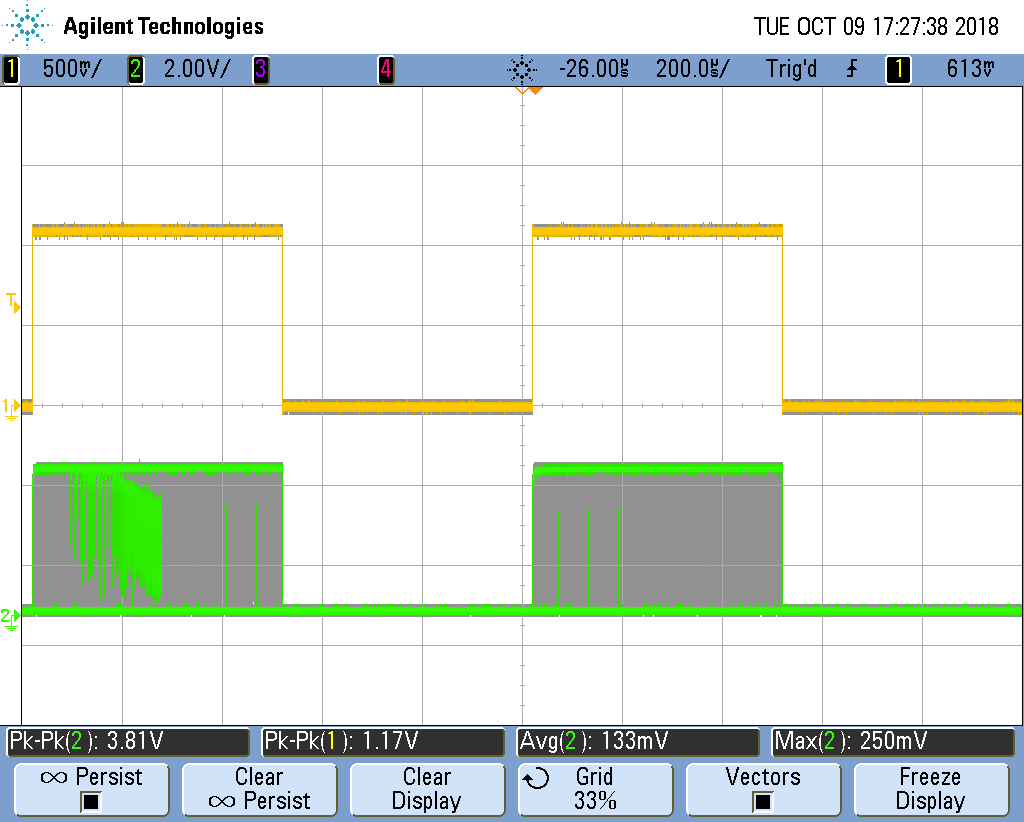 Agilent Technologies TUE OCT 09 17:27:38 2018
1 500mV/ 2 2.00V/ 3 4 -26.00µs 200.0µs/ Trig'd 1 613mV
T
1
2
Pk-Pk(2): 3.81V Pk-Pk(1): 1.17V Avg(2): 133mV Max(2): 250mV
∞ Persist Clear Clear Grid Vectors Freeze
∞ Persist Display 33% Display